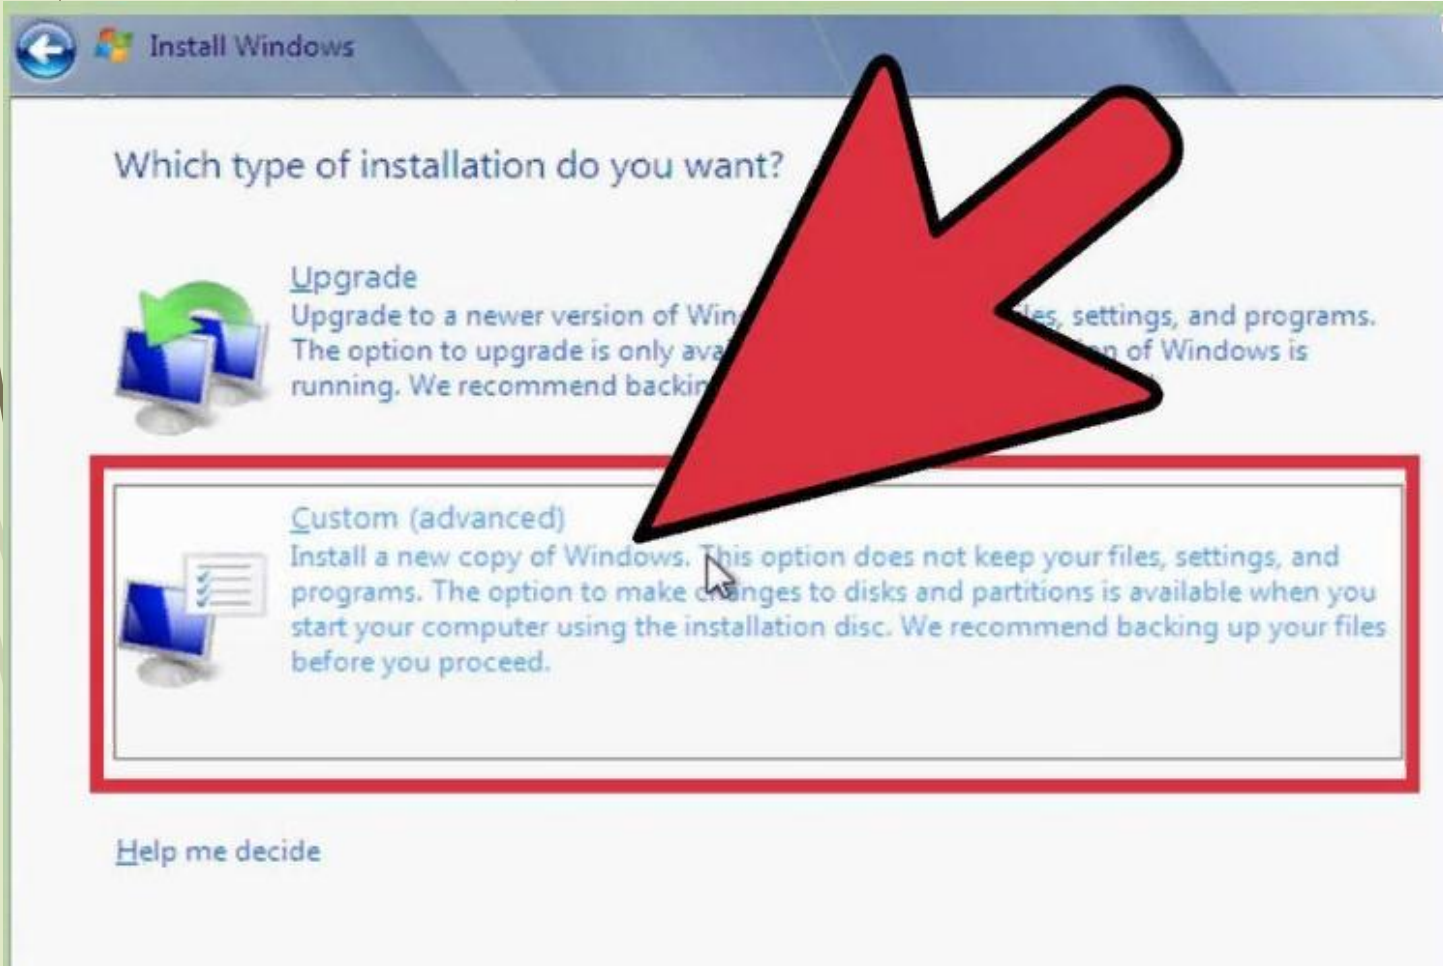 Install Windows
Which type of installation do you want?
Upgrade
Upgrade to a newer version of settings, and programs.
The option to upgrade is only of Windows is
running. We recommend
Custom (advanced)
Install a new copy of Windows. This option does not keep your files, settings, and
programs. The option to make changes to disks and partitions is available when you
start your computer using the installation disc. We recommend backing up your files
before you proceed.
Help me decide